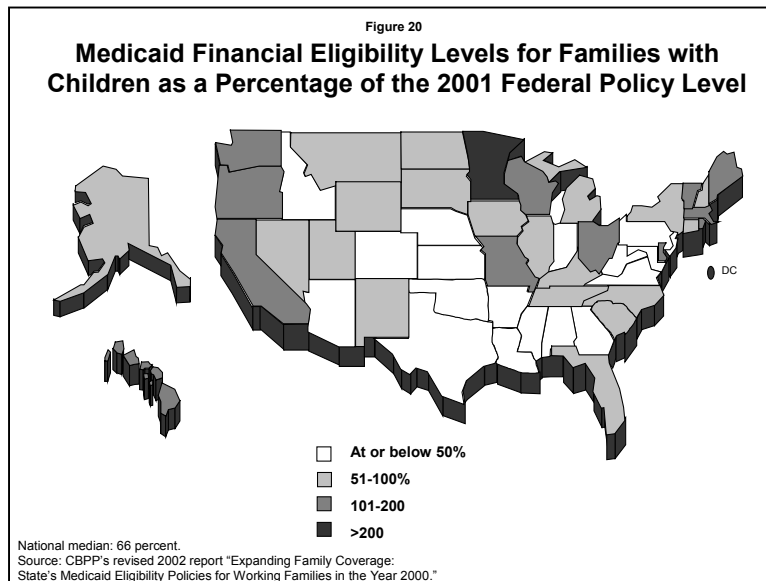 Figure 20
Medicaid Financial Eligibility Levels for Families with
Children as a Percentage of the 2001 Federal Policy Level
DC
At or below 50%
51-100%
101-200
>200
National median: 66 percent.
Source: CBPP's revised 2002 report “Expanding Family Coverage:
State's Medicaid Eligibility Policies for Working Families in the Year 2000.”